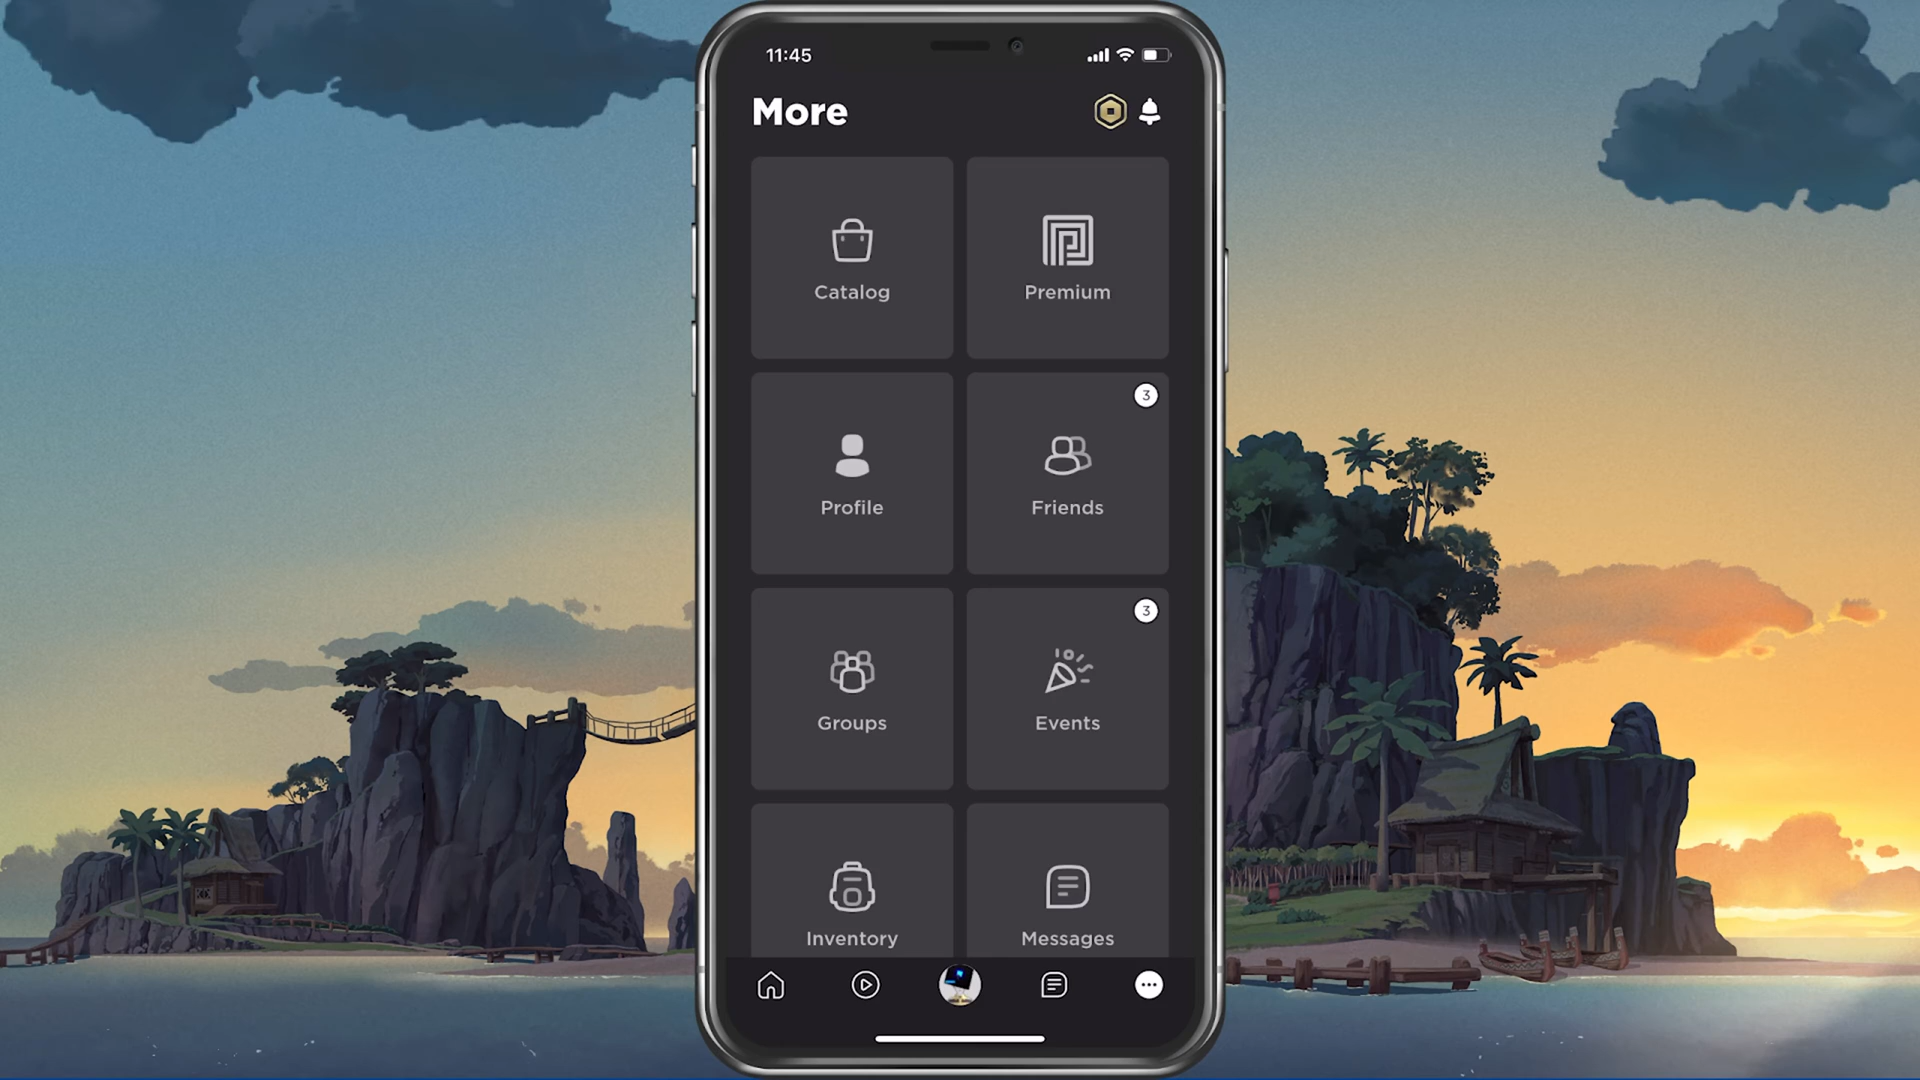 11:45
More
Catalog
Premium
Profile
3
Friends
Groups
3
Events
Inventory
Messages